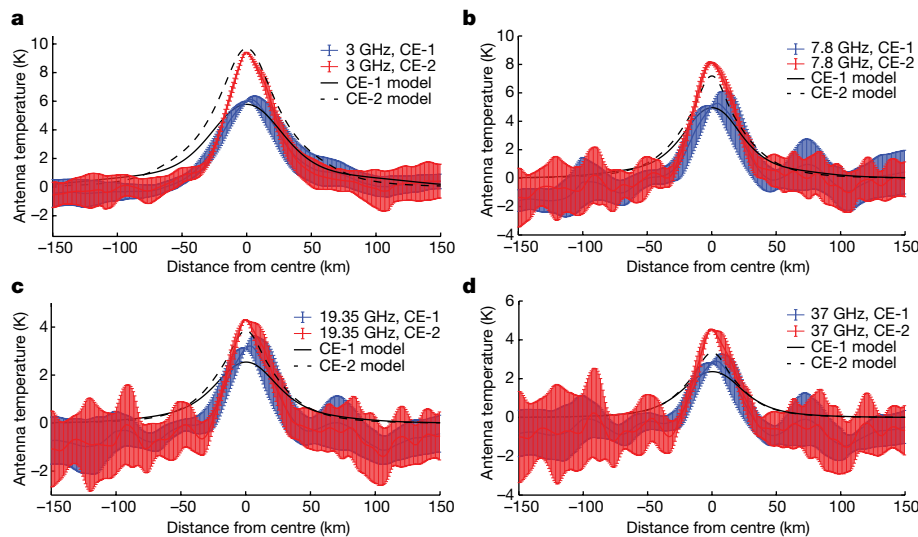 a
10
8
6
4
2
0
−2
−150 −100 −50 0 50 100 150
Antenna temperature (K)
Distance from centre (km)
3 GHz, CE-1
3 GHz, CE-2
CE-1 model
CE-2 model
b
10
8
6
4
2
0
−2
−4
−150 −100 −50 0 50 100 150
Antenna temperature (K)
Distance from centre (km)
7.8 GHz, CE-1
7.8 GHz, CE-2
CE-1 model
CE-2 model
c
4
2
0
−2
−150 −100 −50 0 50 100 150
Antenna temperature (K)
Distance from centre (km)
19.35 GHz, CE-1
19.35 GHz, CE-2
CE-1 model
CE-2 model
d
6
4
2
0
−2
−4
−150 −100 −50 0 50 100 150
Antenna temperature (K)
Distance from centre (km)
37 GHz, CE-1
37 GHz, CE-2
CE-1 model
CE-2 model